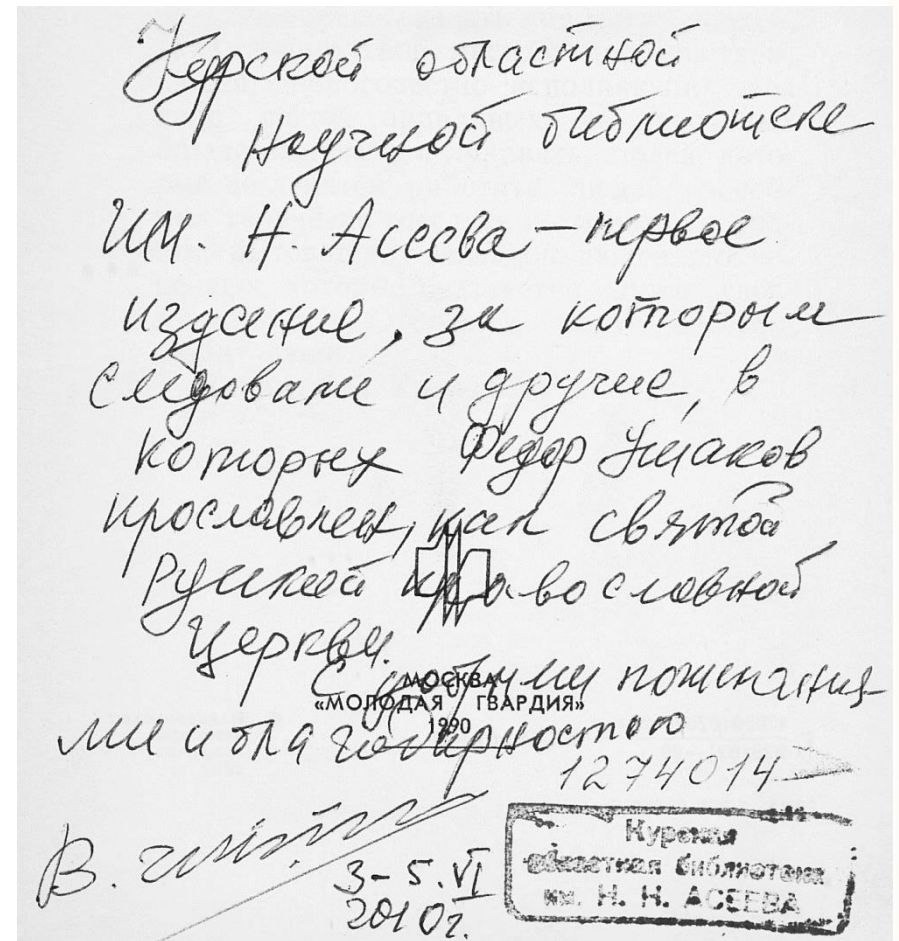 Курской областной
Научной библиотеке
им. Н. Асеева – первое
издание, за которым
следовали и другие, в
которых Федор Ушаков
прославлен, как святой
Русской православной
Церкви.
С добрыми пожелания-
МОСКВА
«МОЛОДАЯ ГВАРДИЯ»
1990
ми и благодарностью
1274014
В.
3-5.VI
2010г.
Курская
областная библиотека
им. Н. Н. АСЕЕВА